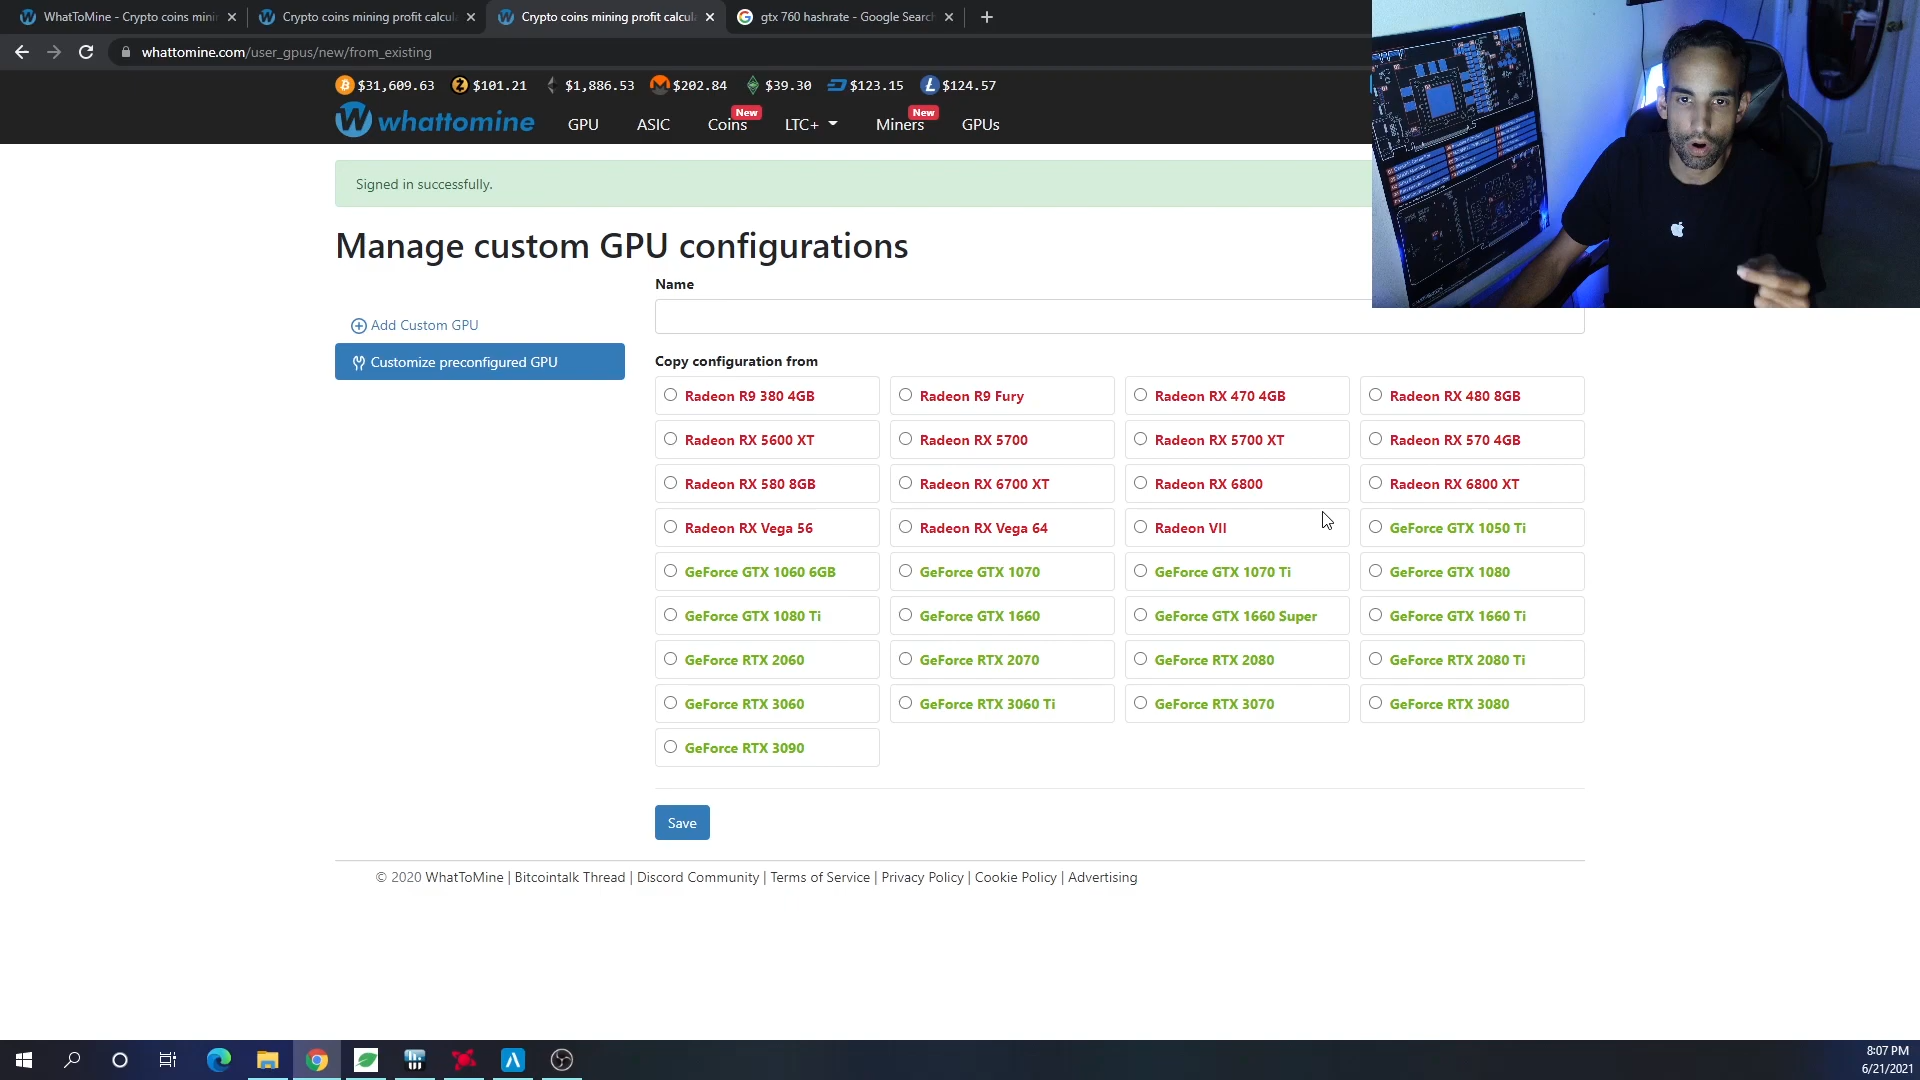 WhatToMine - Crypto coins mini
Crypto coins mining profit calcul
Crypto coins mining profit calcul
gtx 760 hashrate - Google Search
whattomine.com/user_gpus/new/from_existing
$31,609.63 $101.21 $1,886.53 $202.84 $39.30 $123.15 $124.57
whattomine GPU ASIC Coins New LTC+ Miners New GPUs
Signed in successfully.
Manage custom GPU configurations
Name
Add Custom GPU
Customize preconfigured GPU
Copy configuration from
Radeon R9 380 4GB Radeon R9 Fury Radeon RX 470 4GB Radeon RX 480 8GB
Radeon RX 5600 XT Radeon RX 5700 Radeon RX 5700 XT Radeon RX 570 4GB
Radeon RX 580 8GB Radeon RX 6700 XT Radeon RX 6800 Radeon RX 6800 XT
Radeon RX Vega 56 Radeon RX Vega 64 Radeon VII GeForce GTX 1050 Ti
GeForce GTX 1060 6GB GeForce GTX 1070 GeForce GTX 1070 Ti GeForce GTX 1080
GeForce GTX 1080 Ti GeForce GTX 1660 GeForce GTX 1660 Super GeForce GTX 1660 Ti
GeForce RTX 2060 GeForce RTX 2070 GeForce RTX 2080 GeForce RTX 2080 Ti
GeForce RTX 3060 GeForce RTX 3060 Ti GeForce RTX 3070 GeForce RTX 3080
GeForce RTX 3090
Save
© 2020 WhatToMine | Bitcointalk Thread | Discord Community | Terms of Service | Privacy Policy | Cookie Policy | Advertising
8:07 PM
6/21/2021